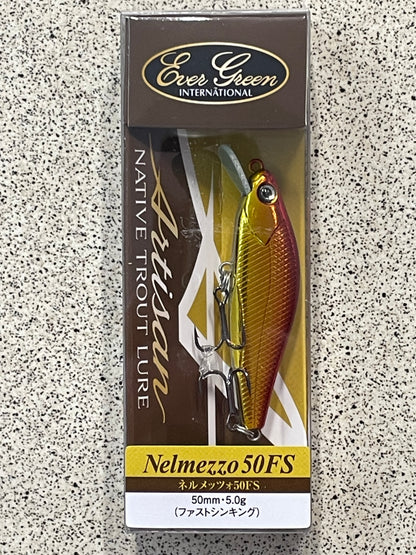 Ever Green
INTERNATIONAL
Artisan
NATIVE TROUT LURE
Nelmezzo 50FS
ネルメッツォ50FS
50mm・5.0g
(ファストシンキング)